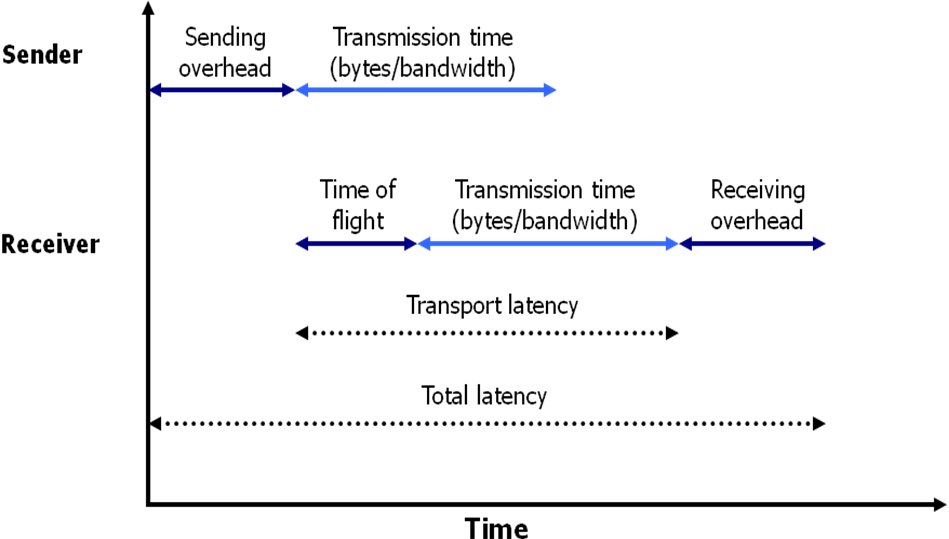 Sender
Sending
overhead
Transmission time
(bytes/bandwidth)
Receiver
Time of
flight
Transmission time
(bytes/bandwidth)
Receiving
overhead
Transport latency
Total latency
Time